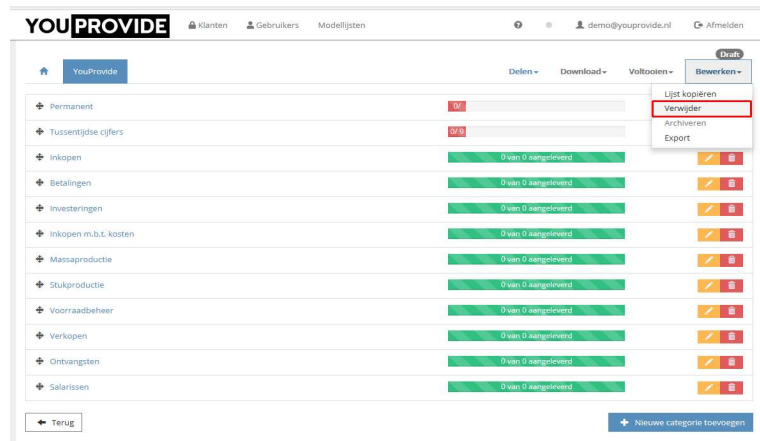 YOUPROVIDE Klanten Gebruikers Modellijsten demo@youprovide.nl Afmelden
Draft
YouProvide Delen Download Voltooien Bewerken
Lijst kopiëren
Verwijder
Archiveren
Export
Permanent 0/
Tussentijdse cijfers 0/ 9
Inkopen 0 van 0 aangeleverd
Betalingen 0 van 0 aangeleverd
Investeringen 0 van 0 aangeleverd
Inkopen m.b.t. kosten 0 van 0 aangeleverd
Massaproductie 0 van 0 aangeleverd
Stukproductie 0 van 0 aangeleverd
Voorraadbeheer 0 van 0 aangeleverd
Verkopen 0 van 0 aangeleverd
Ontvangsten 0 van 0 aangeleverd
Salarissen 0 van 0 aangeleverd
Terug Nieuwe categorie toevoegen